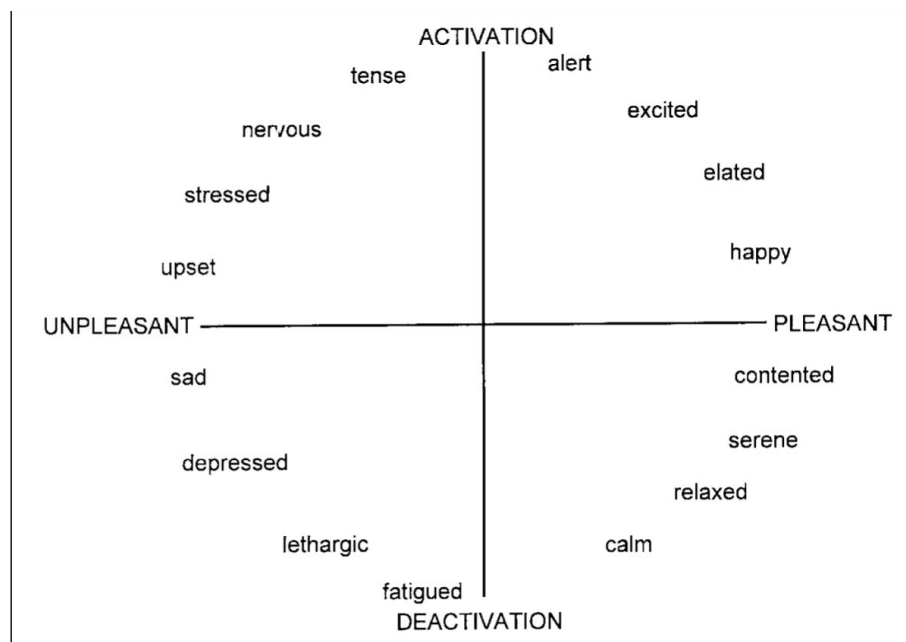 ACTIVATION
tense
alert
nervous
excited
stressed
elated
upset
happy
UNPLEASANT
PLEASANT
sad
contented
depressed
serene
relaxed
lethargic
calm
fatigued
DEACTIVATION